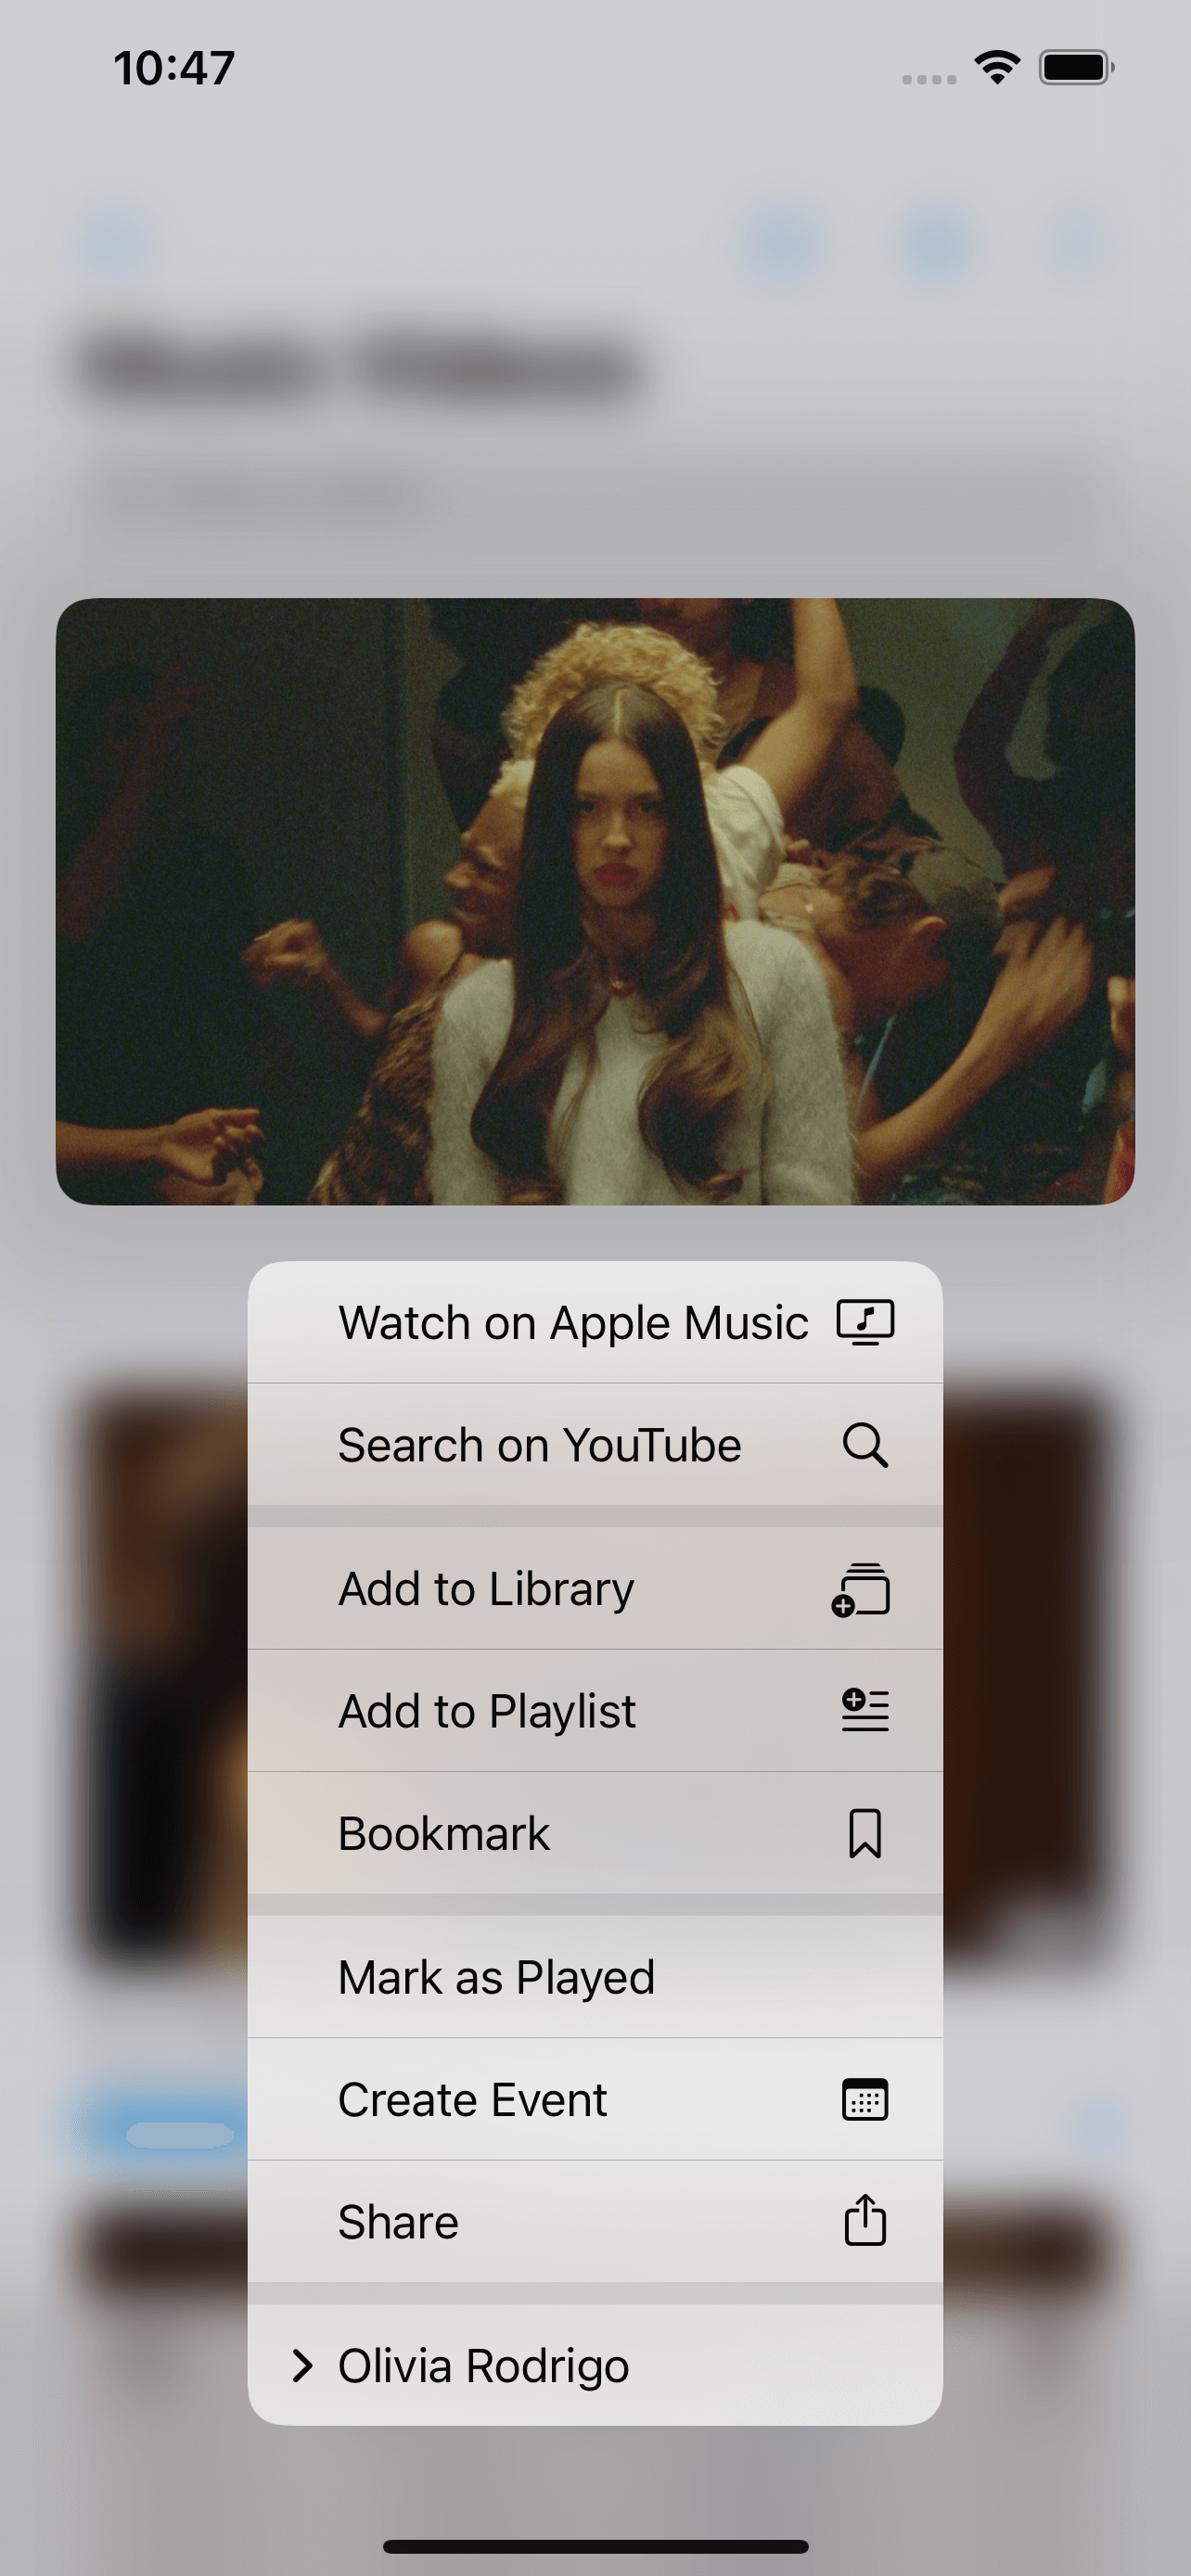 10:47
Watch on Apple Music
Search on YouTube
Add to Library
Add to Playlist
Bookmark
Mark as Played
Create Event
Share
Olivia Rodrigo